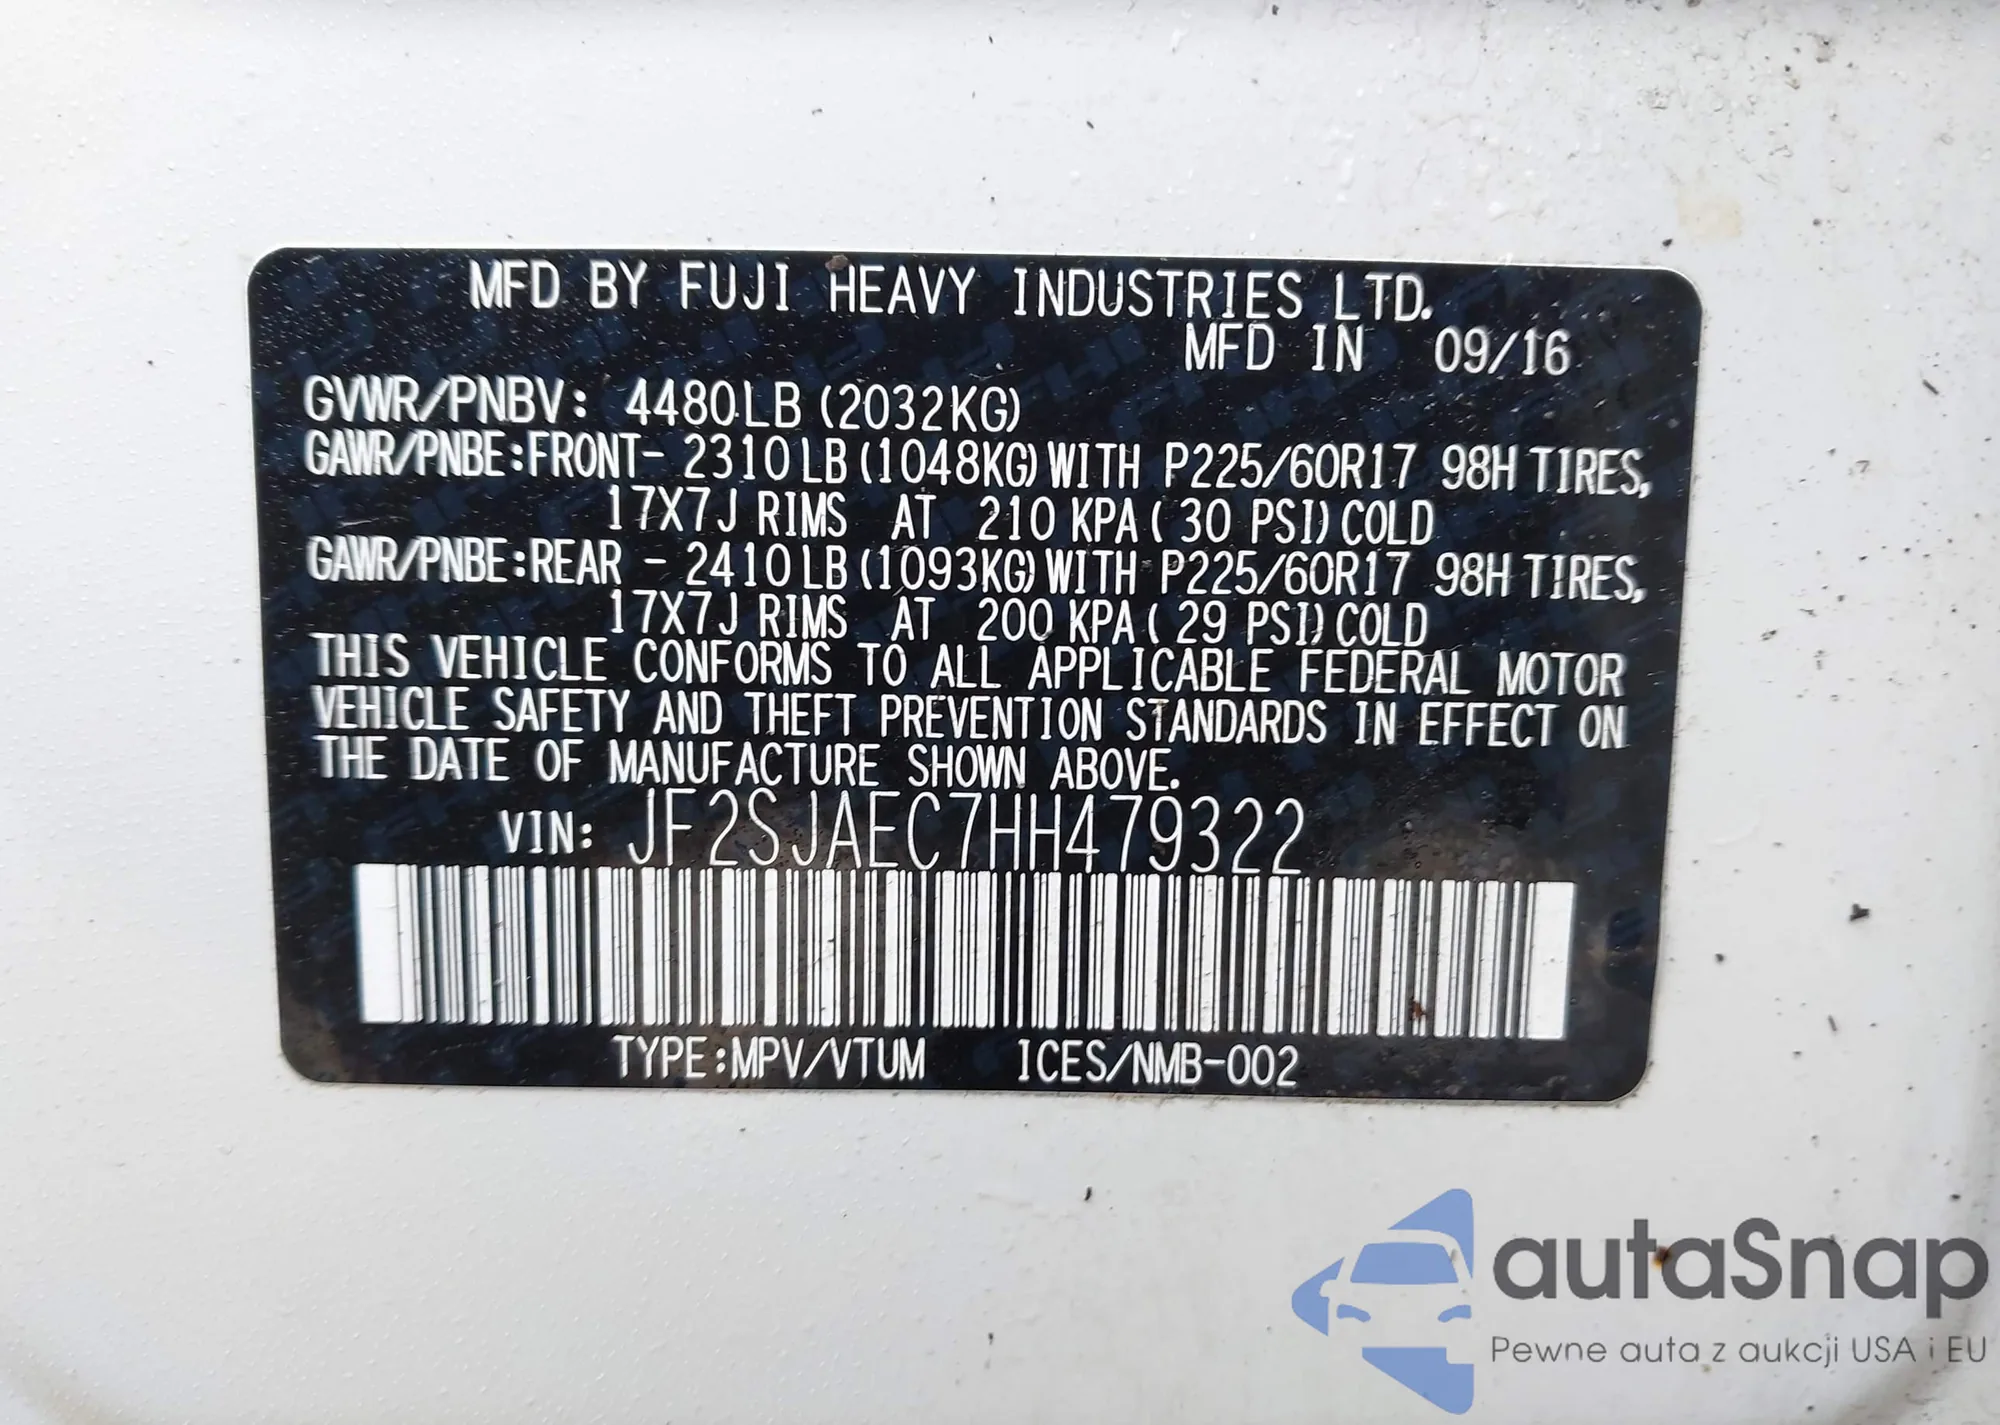 MFD BY FUJI HEAVY INDUSTRIES LTD.
MFD IN 09/16
GVWR/PNBV: 4480LB (2032KG)
GAWR/PNBE:FRONT- 2310LB (1048KG) WITH P225/60R17 98H TIRES,
17X7J RIMS AT 210 KPA ( 30 PSI) COLD
GAWR/PNBE:REAR - 2410LB (1093KG) WITH P225/60R17 98H TIRES,
17X7J RIMS AT 200 KPA ( 29 PSI) COLD
THIS VEHICLE CONFORMS TO ALL APPLICABLE FEDERAL MOTOR
VEHICLE SAFETY AND THEFT PREVENTION STANDARDS IN EFFECT ON
THE DATE OF MANUFACTURE SHOWN ABOVE.
VIN: JF2SJAEC7HH479322
TYPE:MPV/VTUM ICES/NMB-002
autaSnap
Pewne auta z aukcji USA i EU